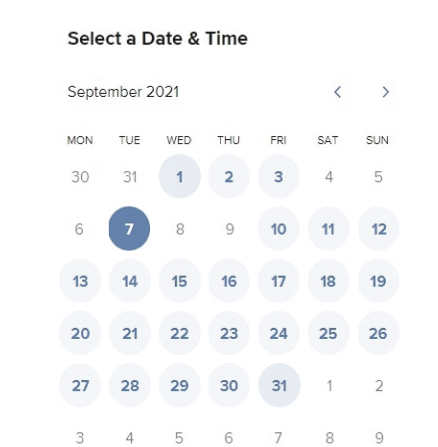 Select a Date & Time
September 2021
MON TUE WED THU FRI SAT SUN
30 31 1 2 3 4 5
6 7 8 9 10 11 12
13 14 15 16 17 18 19
20 21 22 23 24 25 26
27 28 29 30 31 1 2
3 4 5 6 7 8 9